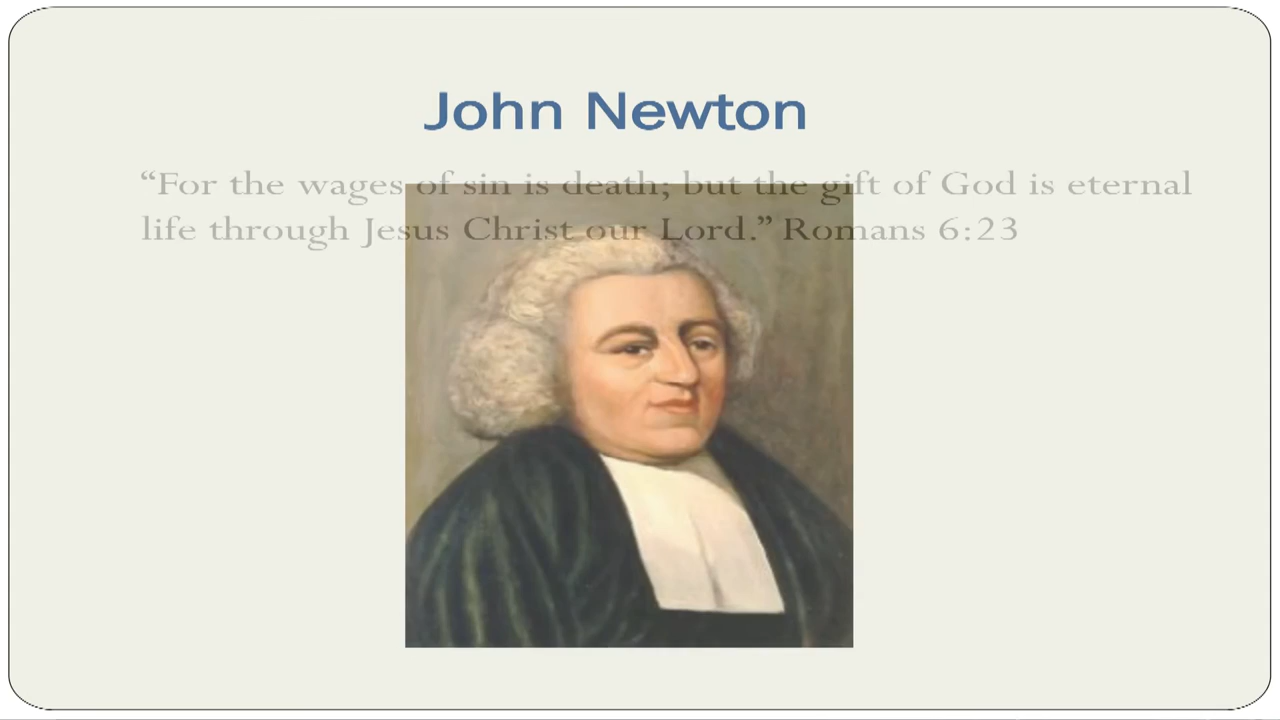 John Newton
“For the wages of sin is death; but the gift of God is eternal
life through Jesus Christ our Lord.” Romans 6:23